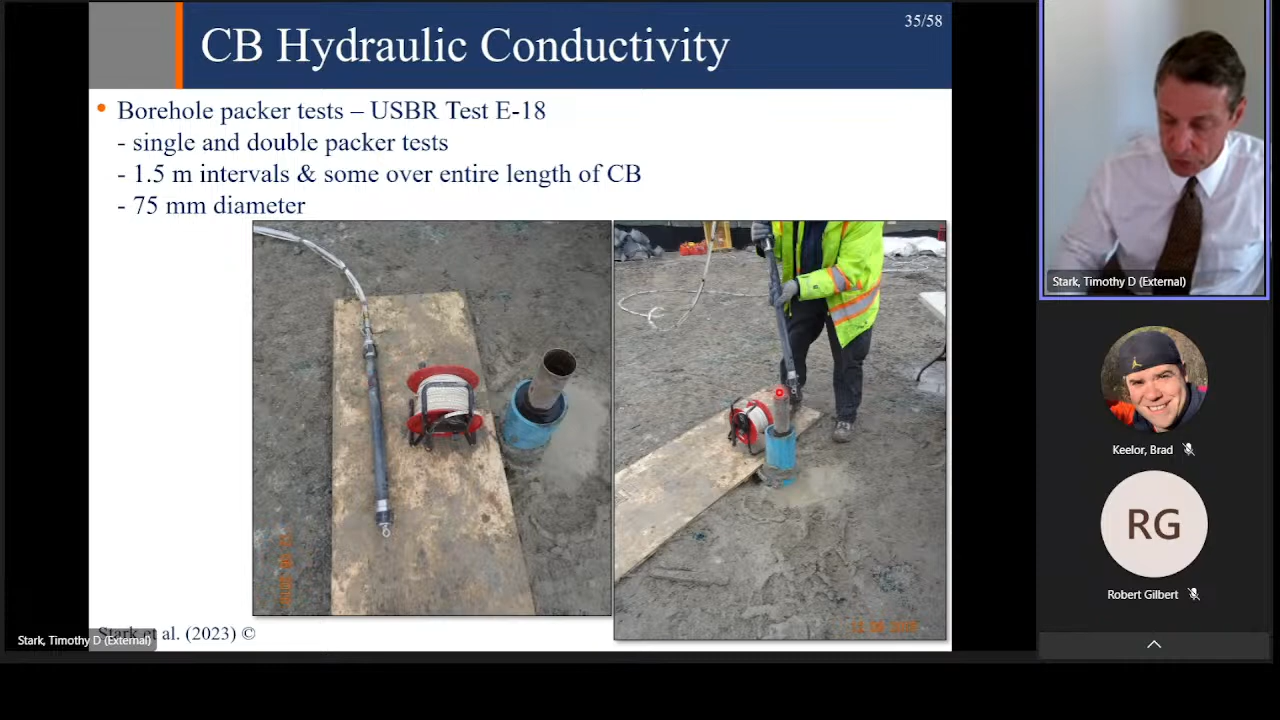 35/58
CB Hydraulic Conductivity
• Borehole packer tests – USBR Test E-18
- single and double packer tests
- 1.5 m intervals & some over entire length of CB
- 75 mm diameter
et al. (2023) ©
Stark, Timothy D (External)
Stark, Timothy D (External)
Keelor, Brad
RG
Robert Gilbert